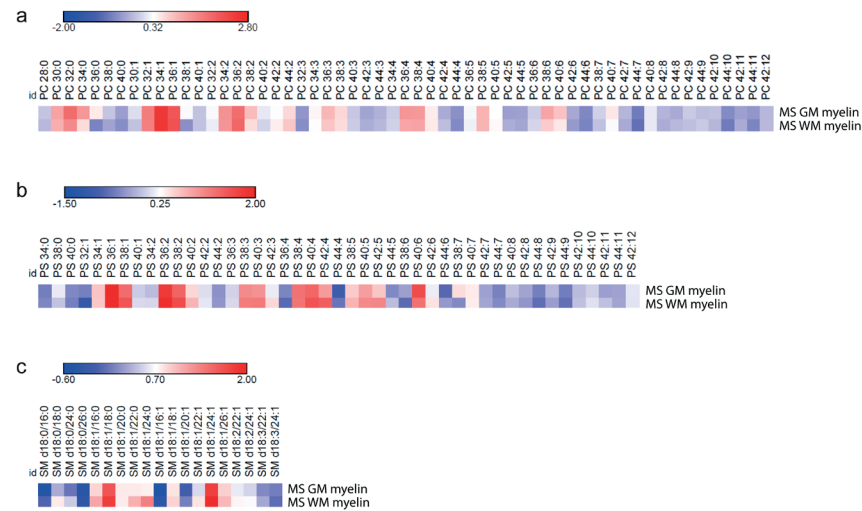 a
-2.00 0.32 2.80
id PC 28:0 PC 30:0 PC 32:0 PC 34:0 PC 36:0 PC 38:0 PC 40:0 PC 30:1 PC 32:1 PC 34:1 PC 36:1 PC 38:1 PC 40:1 PC 32:2 PC 34:2 PC 36:2 PC 38:2 PC 40:2 PC 42:2 PC 44:2 PC 32:3 PC 34:3 PC 36:3 PC 38:3 PC 40:3 PC 42:3 PC 44:3 PC 34:4 PC 36:4 PC 38:4 PC 40:4 PC 42:4 PC 44:4 PC 36:5 PC 38:5 PC 40:5 PC 42:5 PC 44:5 PC 36:6 PC 38:6 PC 40:6 PC 42:6 PC 44:6 PC 38:7 PC 40:7 PC 42:7 PC 44:7 PC 40:8 PC 42:8 PC 44:8 PC 42:9 PC 44:9 PC 42:10 PC 44:10 PC 42:11 PC 44:11 PC 42:12
MS GM myelin
MS WM myelin
b
-1.50 0.25 2.00
id PS 34:0 PS 38:0 PS 40:0 PS 32:1 PS 34:1 PS 36:1 PS 38:1 PS 40:1 PS 34:2 PS 36:2 PS 38:2 PS 40:2 PS 42:2 PS 44:2 PS 36:3 PS 38:3 PS 40:3 PS 42:3 PS 36:4 PS 38:4 PS 40:4 PS 42:4 PS 44:4 PS 38:5 PS 40:5 PS 42:5 PS 44:5 PS 38:6 PS 40:6 PS 42:6 PS 44:6 PS 38:7 PS 40:7 PS 42:7 PS 44:7 PS 40:8 PS 42:8 PS 44:8 PS 42:9 PS 44:9 PS 42:10 PS 44:10 PS 42:11 PS 44:11 PS 42:12
MS GM myelin
MS WM myelin
c
-0.60 0.70 2.00
id SM d18:0/16:0 SM d18:0/18:0 SM d18:0/24:0 SM d18:0/26:0 SM d18:1/16:0 SM d18:1/18:0 SM d18:1/20:0 SM d18:1/22:0 SM d18:1/24:0 SM d18:1/16:1 SM d18:1/18:1 SM d18:1/20:1 SM d18:1/22:1 SM d18:1/24:1 SM d18:1/26:1 SM d18:2/22:1 SM d18:2/24:1 SM d18:3/22:1 SM d18:3/24:1
MS GM myelin
MS WM myelin